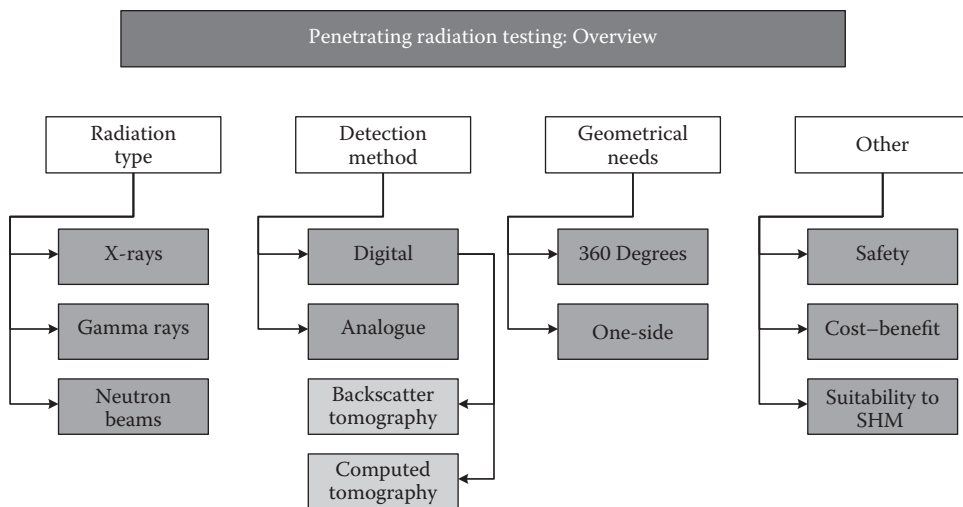 Penetrating radiation testing: Overview
Radiation
type
Detection
method
Geometrical
needs
Other
X-rays
Digital
360 Degrees
Safety
Gamma rays
Analogue
One-side
Cost–benefit
Neutron
beams
Backscatter
tomography
Suitability to
SHM
Computed
tomography